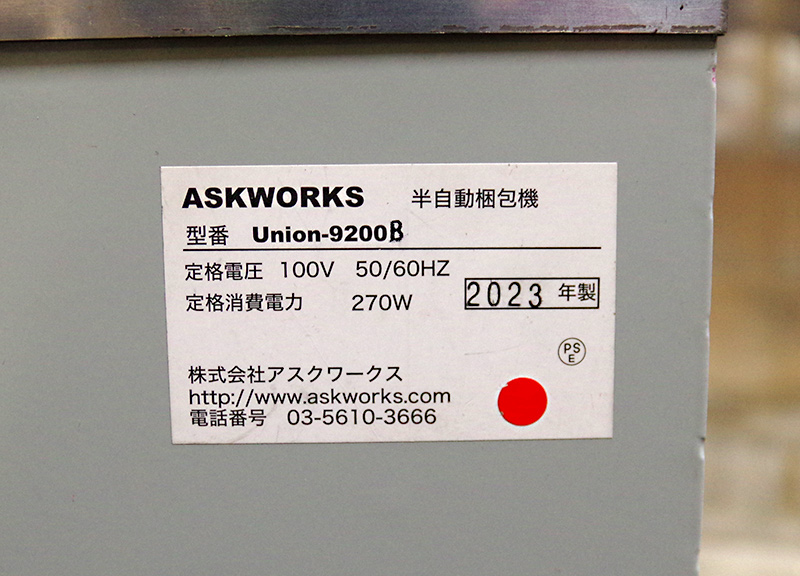 ASKWORKS 半自動梱包機
型番 Union-9200B
定格電圧 100V 50/60HZ
定格消費電力 270W 2023 年製
PS
E
株式会社アスクワークス
http://www.askworks.com
電話番号 03-5610-3666